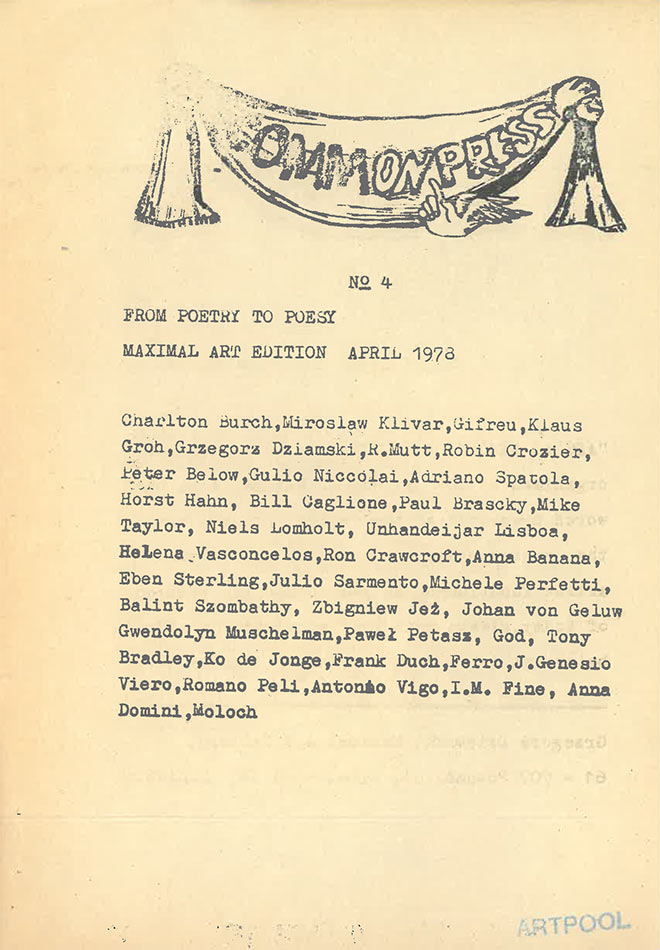 COMMONPRESS
No 4
FROM POETRY TO POESY
MAXIMAL ART EDITION APRIL 1978
Charlton Burch,Miroslaw Klivar,Gifreu,Klaus
Groh,Grzegorz Dziamski,R.Mutt,Robin Crozier,
Peter Below,Gulio Niccolai,Adriano Spatola,
Horst Hahn, Bill Gaglione,Paul Brascky,Mike
Taylor, Niels Lomholt, Unhandeijar Lisboa,
Helena Vasconcelos,Ron Crawcroft,Anna Banana,
Eben Sterling,Julio Sarmento,Michele Perfetti,
Balint Szombathy, Zbigniew Jeż, Johan von Geluw
Gwendolyn Muschelman,Paweł Petasz, God, Tony
Bradley,Ko de Jonge,Frank Duch,Ferro,J.Genesio
Viero,Romano Peli,Antonio Vigo,I.M. Fine, Anna
Domini,Moloch
ARTPOOL